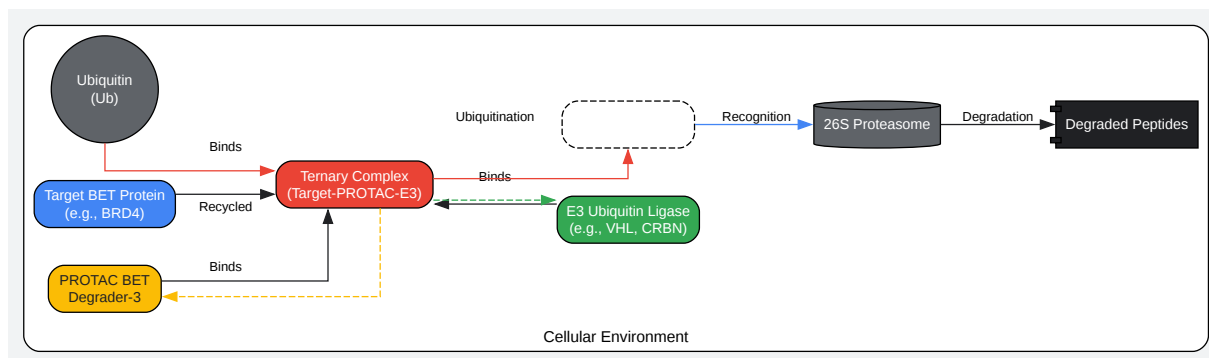 Ubiquitin
(Ub)
Ubiquitination
Recognition
26S Proteasome
Degradation
Degraded Peptides
Binds
Ternary Complex
(Target-PROTAC-E3)
Binds
Target BET Protein
(e.g., BRD4)
Recycled
E3 Ubiquitin Ligase
(e.g., VHL, CRBN)
Binds
PROTAC BET
Degrader-3
Cellular Environment